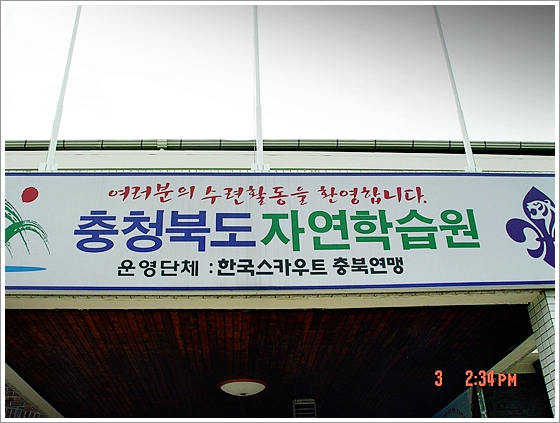 여러분의 수련활동을 환영합니다.
충청북도 자연학습원
운영단체 : 한국스카우트 충북연맹
3 2:34 PM